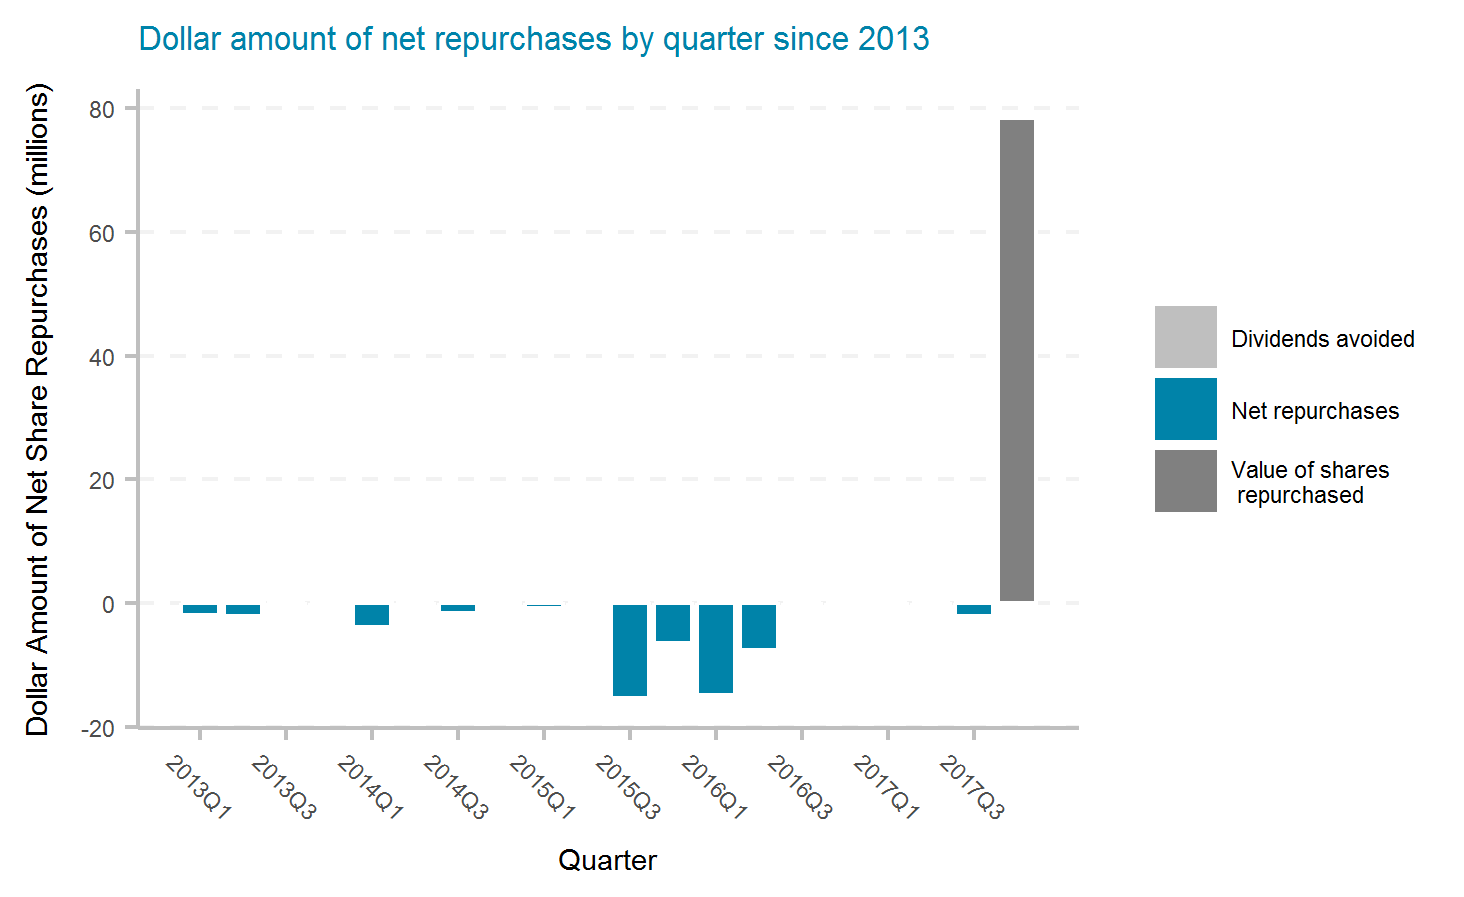 Dollar amount of net repurchases by quarter since 2013
Dollar Amount of Net Share Repurchases (millions)
80
60
40
20
0
-20
2013Q1
2013Q3
2014Q1
2014Q3
2015Q1
2015Q3
2016Q1
2016Q3
2017Q1
2017Q3
Quarter
Dividends avoided
Net repurchases
Value of shares
repurchased